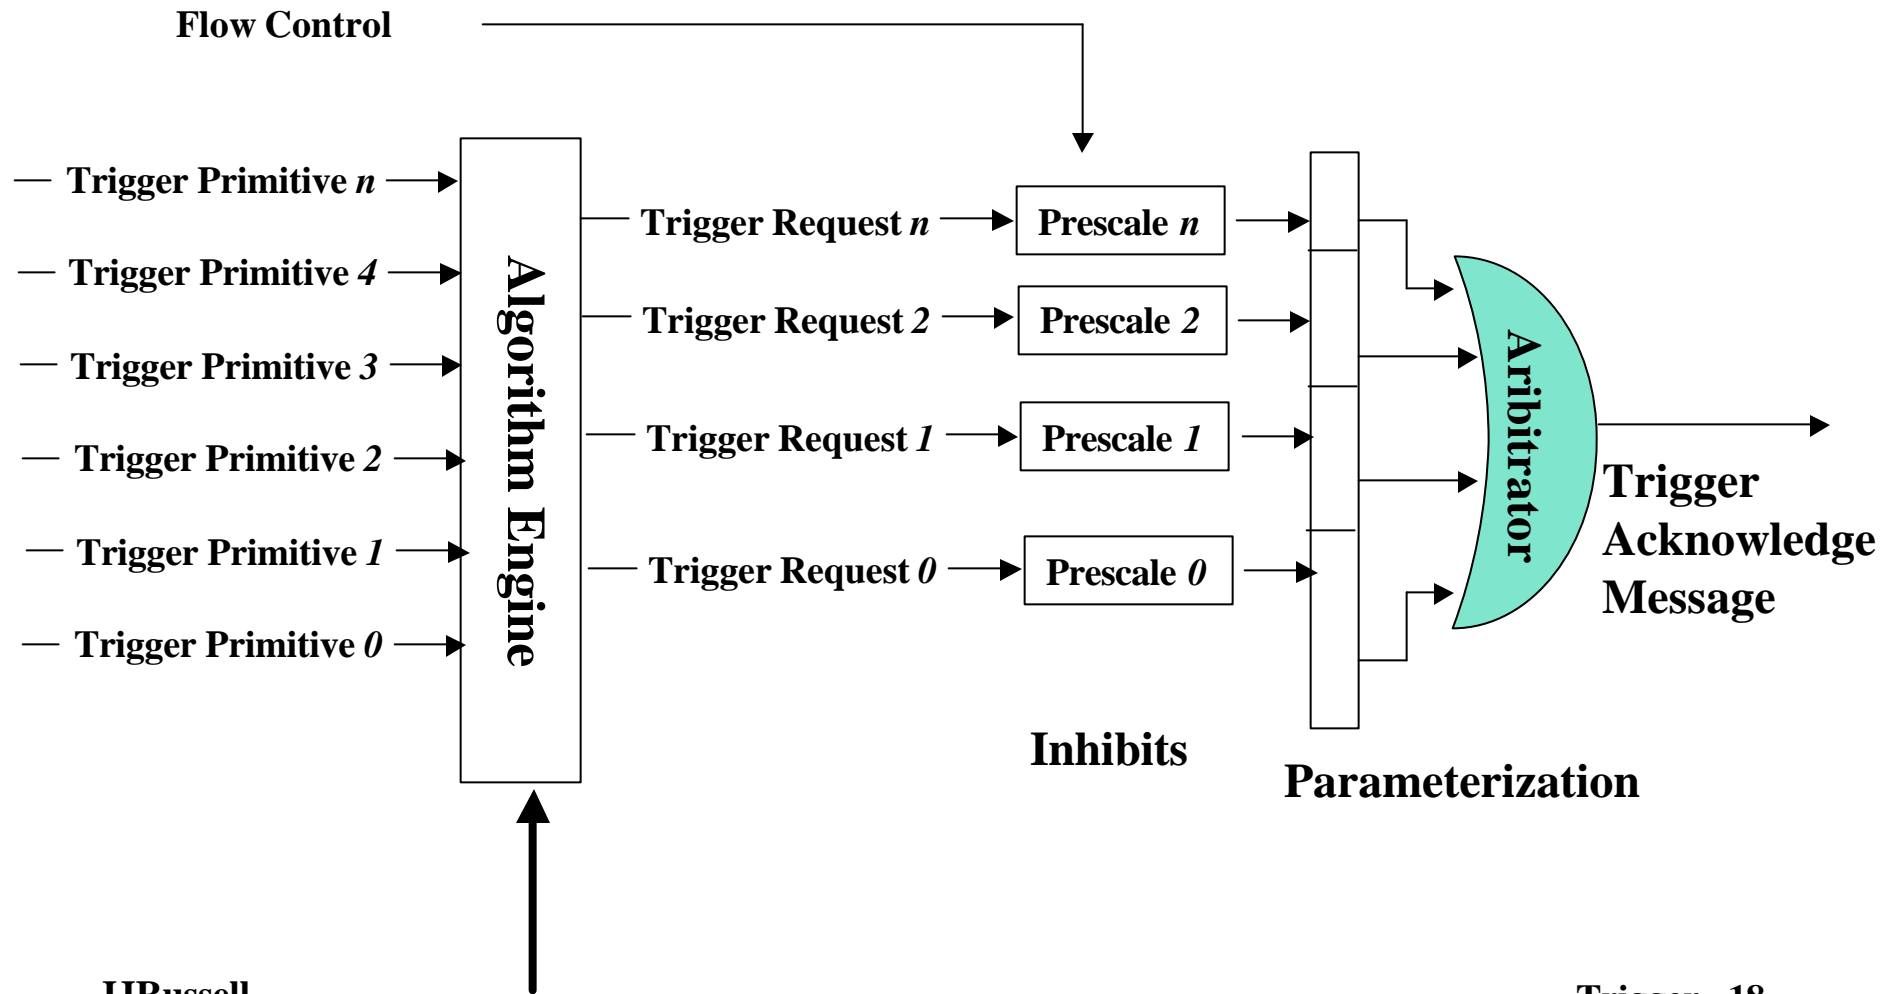 Flow Control
Trigger Primitive n
Trigger Primitive 4
Trigger Primitive 3
Trigger Primitive 2
Trigger Primitive 1
Trigger Primitive 0
Algorithm Engine
Trigger Request n
Trigger Request 2
Trigger Request 1
Trigger Request 0
Prescale n
Prescale 2
Prescale 1
Prescale 0
Inhibits
Parameterization
Aribitrator
Trigger
Acknowledge
Message
Trigger 18